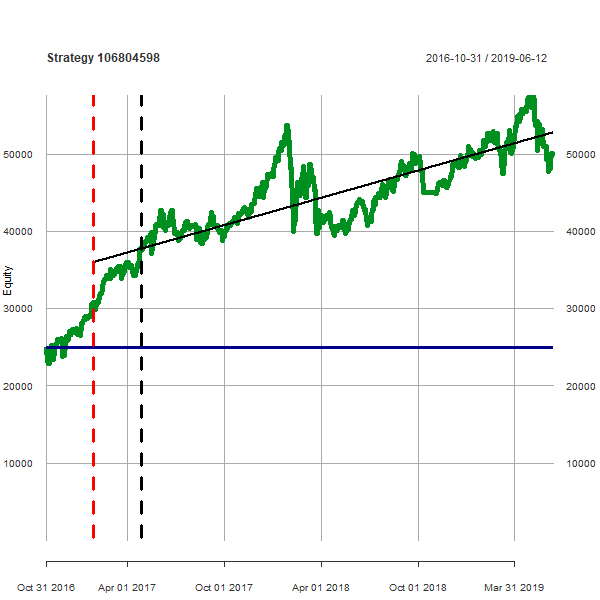 Strategy 106804598
2016-10-31 / 2019-06-12
50000
50000
40000
40000
Equity
30000
30000
20000
20000
10000
10000
Oct 31 2016
Apr 01 2017
Oct 01 2017
Apr 01 2018
Oct 01 2018
Mar 31 2019